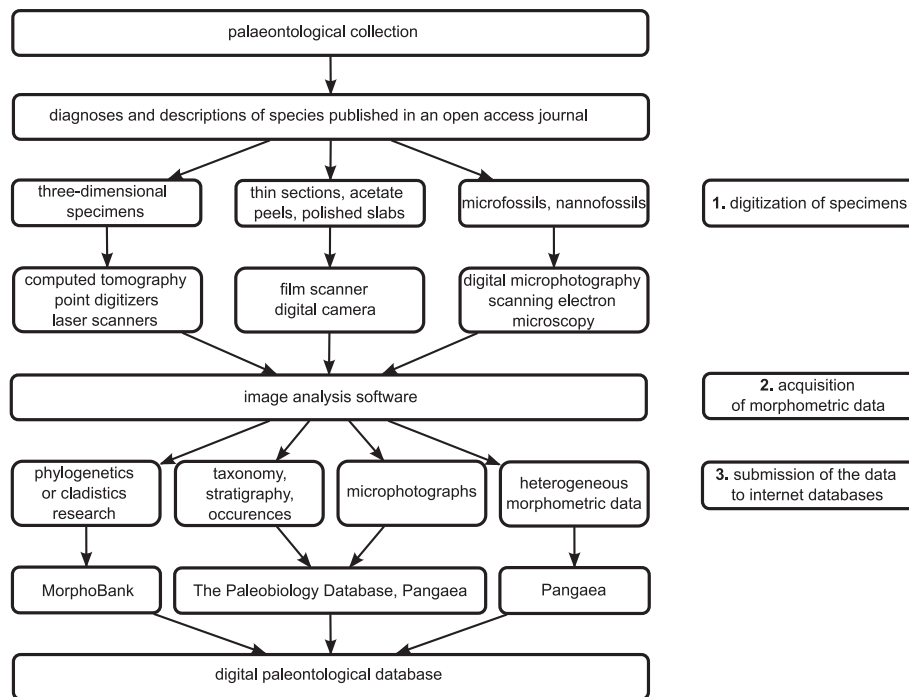 palaeontological collection
diagnoses and descriptions of species published in an open access journal
three-dimensional
specimens
thin sections, acetate
peels, polished slabs
microfossils, nannofossils
1. digitization of specimens
computed tomography
point digitizers
laser scanners
film scanner
digital camera
digital microphotography
scanning electron
microscopy
image analysis software
2. acquisition
of morphometric data
phylogenetics
or cladistics
research
taxonomy,
stratigraphy,
occurences
microphotographs
heterogeneous
morphometric data
3. submission of the data
to internet databases
MorphoBank
The Paleobiology Database, Pangaea
Pangaea
digital paleontological database